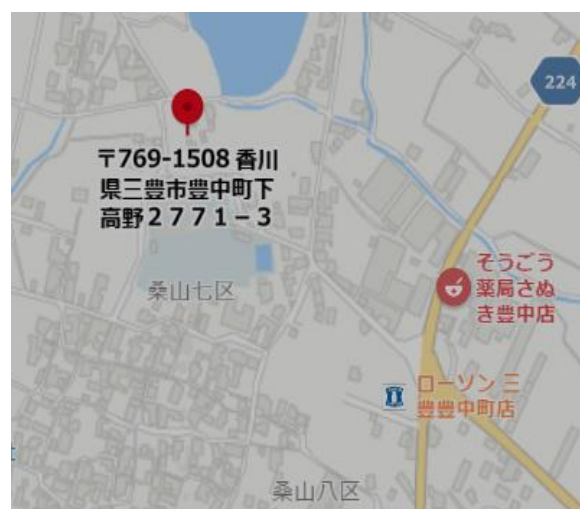 224
〒769-1508 香川
県三豊市豊中町下
高野２７７１－３
そうごう
薬局さぬ
き豊中店
桑山七区
ローソン 三
豊豊中町店
桑山八区